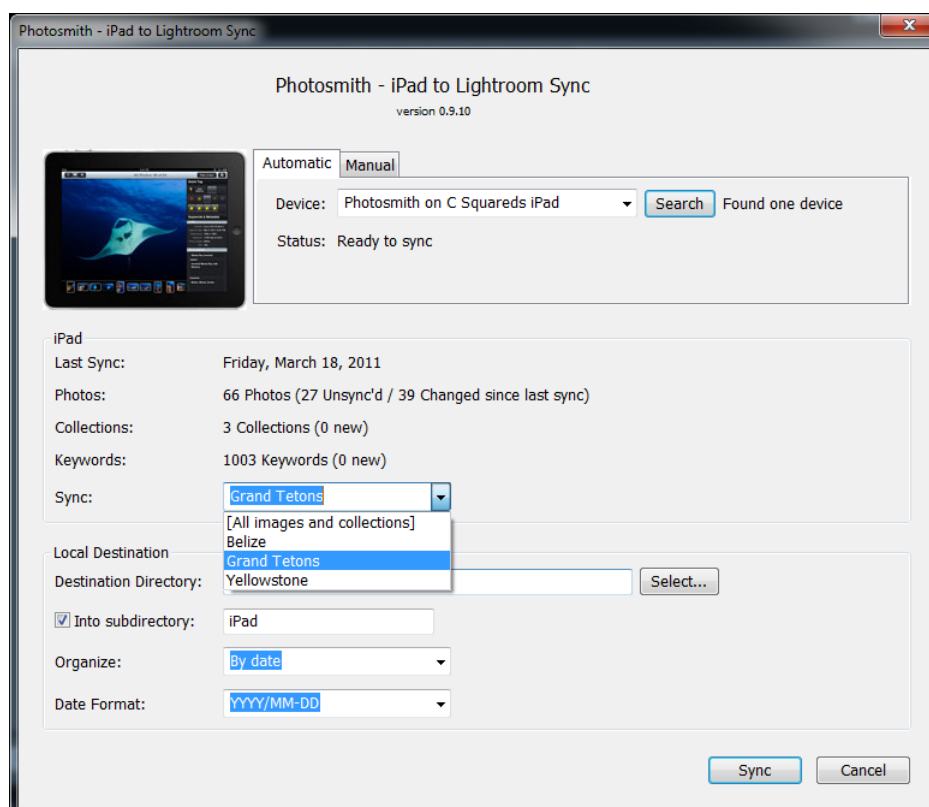 Photosmith - iPad to Lightroom Sync
Photosmith - iPad to Lightroom Sync
version 0.9.10
Automatic Manual
Device: Photosmith on C Squareds iPad Search Found one device
Status: Ready to sync
iPad
Last Sync: Friday, March 18, 2011
Photos: 66 Photos (27 Unsync'd / 39 Changed since last sync)
Collections: 3 Collections (0 new)
Keywords: 1003 Keywords (0 new)
Sync: Grand Tetons
[All images and collections]
Belize
Grand Tetons
Yellowstone
Local Destination
Destination Directory: Select...
Into subdirectory: iPad
Organize: By date
Date Format: YYYY/MM-DD
Sync Cancel